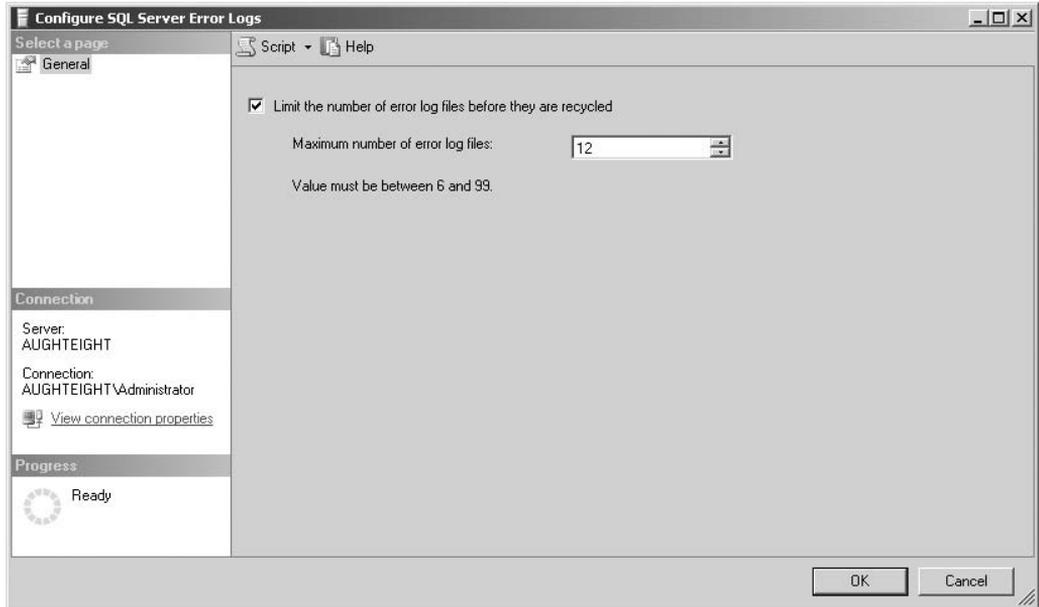 Configure SQL Server Error Logs
Select a page
General
Script
Help
Limit the number of error log files before they are recycled
Maximum number of error log files:
12
Value must be between 6 and 99.
Connection
Server:
AUGHTEIGHT
Connection:
AUGHTEIGHT\Administrator
View connection properties
Progress
Ready
OK
Cancel